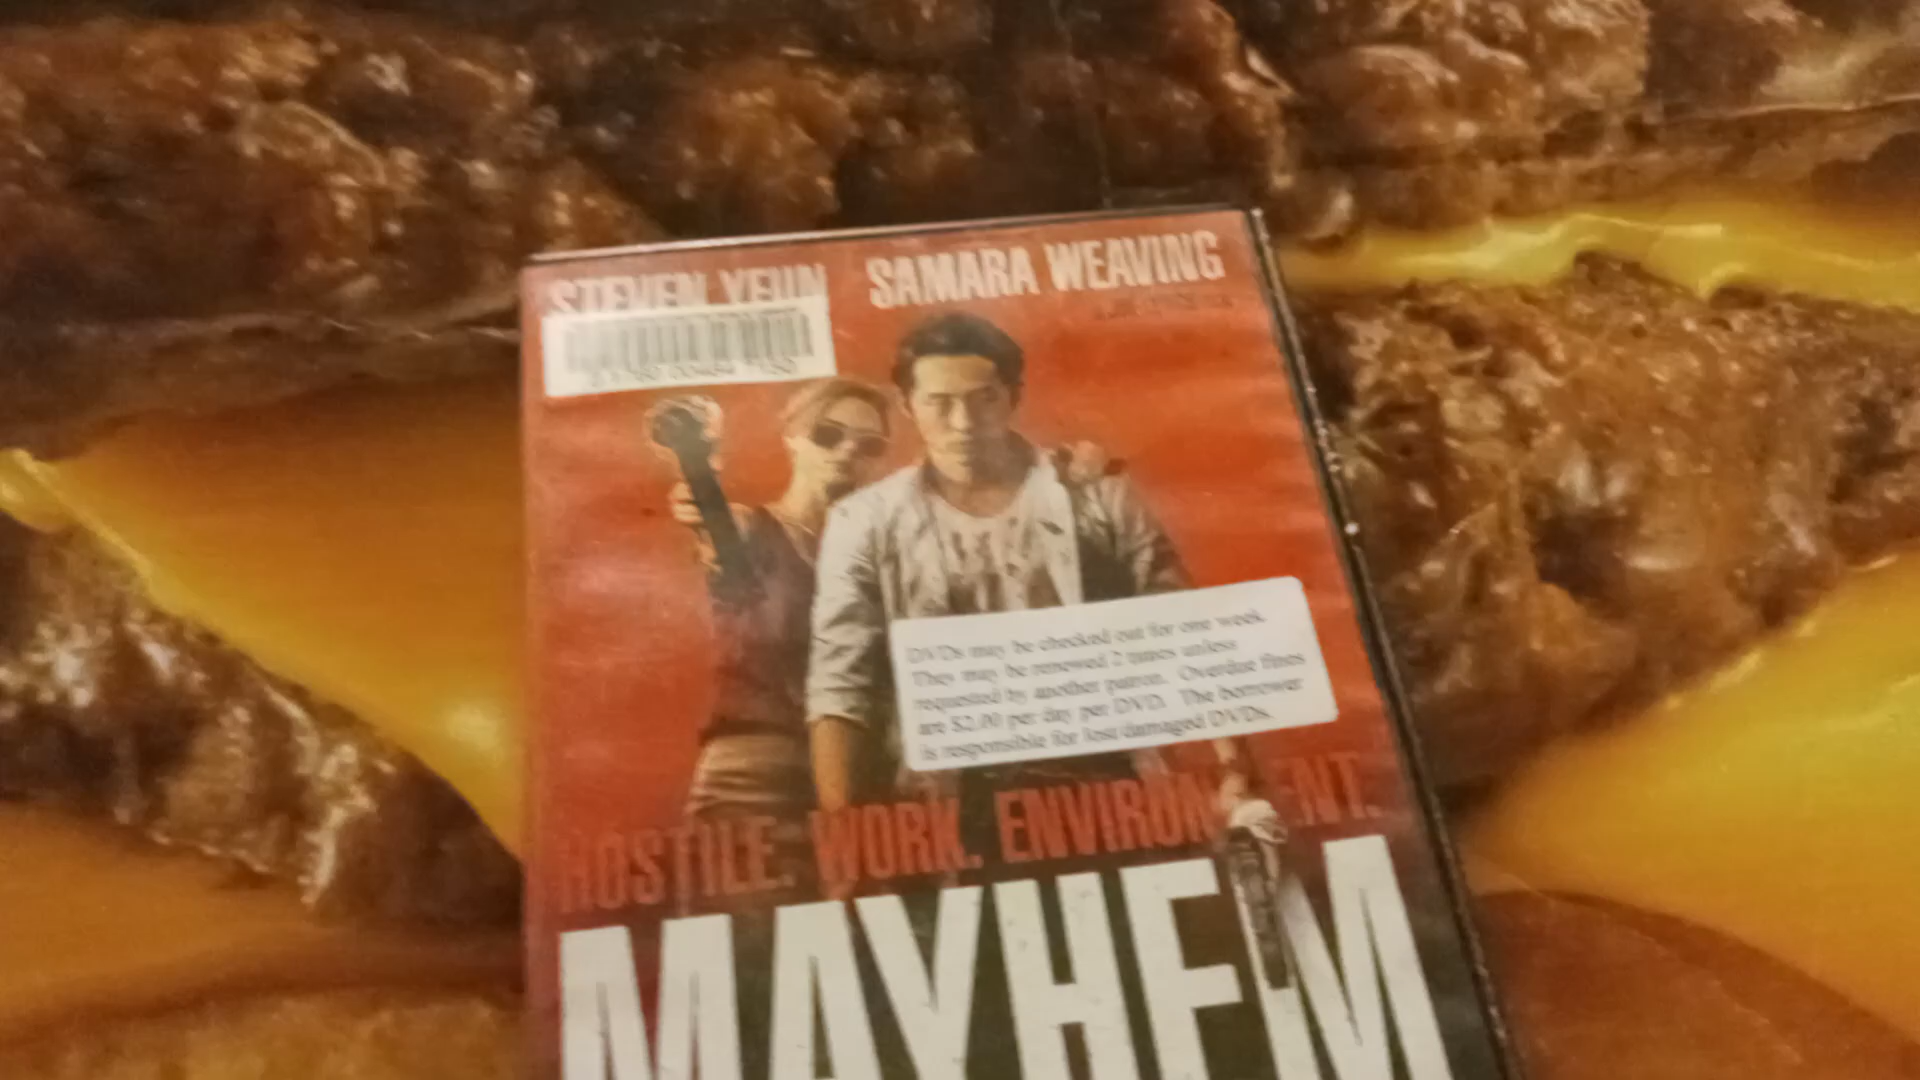 STEVEN YEUN
SAMARA WEAVING
DVDs may be checked out for one week.
They may be renewed 2 times unless
requested by another patron. Overdue fines
are $2.00 per day per DVD. The borrower
is responsible for lost/damaged DVDs.
HOSTILE. WORK. ENVIRONMENT.
MAYHEM